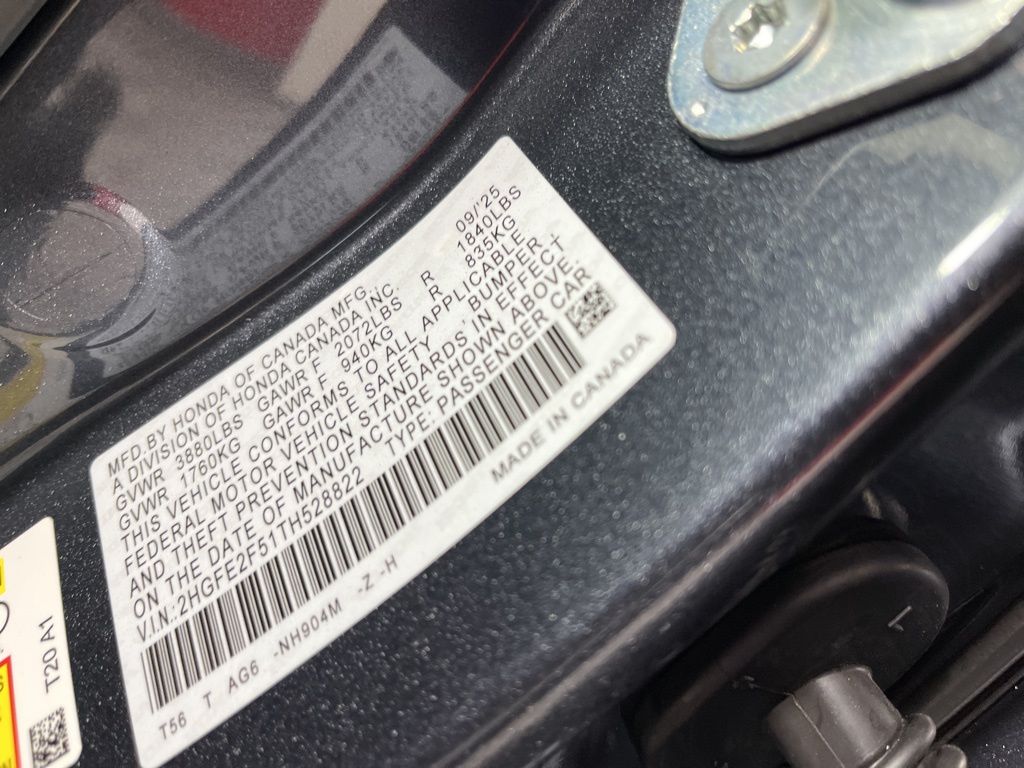 MFD. BY HONDA OF CANADA MFG. 09/'25
A DIVISION OF HONDA CANADA INC.
GVWR 3880LBS GAWR F 2072LBS R 1840LBS
GVWR 1760KG GAWR F 940KG R 835KG
THIS VEHICLE CONFORMS TO ALL APPLICABLE
FEDERAL MOTOR VEHICLE SAFETY, BUMPER,
AND THEFT PREVENTION STANDARDS IN EFFECT†
ON THE DATE OF MANUFACTURE SHOWN ABOVE.
V.I.N.:2HGFE2F51TH528822 TYPE: PASSENGER CAR
MADE IN CANADA
T56 T AG6 -NH904M -Z -H
T20 A1